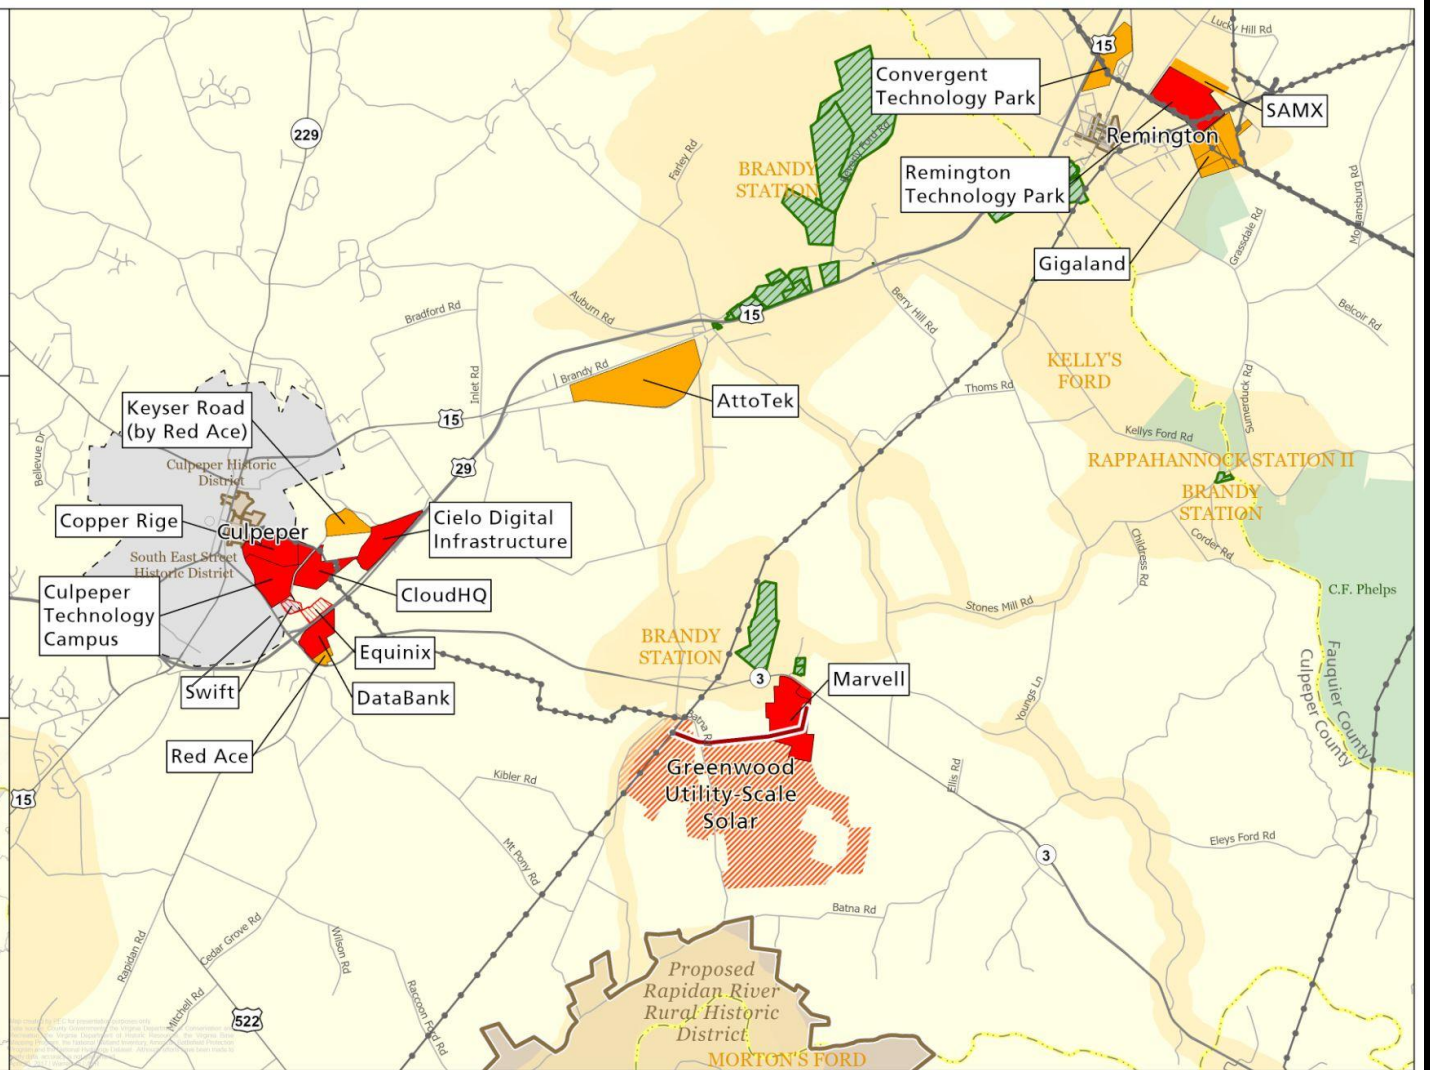 Lucky Hill Rd
15
Convergent
Technology Park
SAMX
229
Remington
Farley Rd
BRANDY
STATION
Remington
Technology Park
Morgansburg Rd
Grassdale Rd
Gigaland
Berry Hill Rd
Belcoir Rd
Auburn Rd
Bradford Rd
15
KELLY'S
FORD
Brandy Rd
Inlet Rd
Thoms Rd
AttoTek
Sumerduck Rd
Keyser Road
(by Red Ace)
15
Kellys Ford Rd
Bellevue Dr
Culpeper Historic
District
29
RAPPAHANNOCK STATION II
BRANDY
STATION
Copper Rige
Culpeper
Cielo Digital
Infrastructure
South East Street
Historic District
Corder Rd
Childress Rd
Culpeper
Technology
Campus
CloudHQ
C.F. Phelps
Stones Mill Rd
BRANDY
STATION
Equinix
Swift
DataBank
3
Marvell
Fauquier County
Culpeper County
Youngs Ln
Batna Rd
Red Ace
Greenwood
Utility-Scale
Solar
Kibler Rd
Ellis Rd
15
Mt Pony Rd
3
Eleys Ford Rd
Batna Rd
Rapidan Rd
Cedar Grove Rd
Wilson Rd
Proposed
Rapidan River
Rural Historic
District
Mitchell Rd
522
Raccoon Ford Rd
MORTON'S FORD